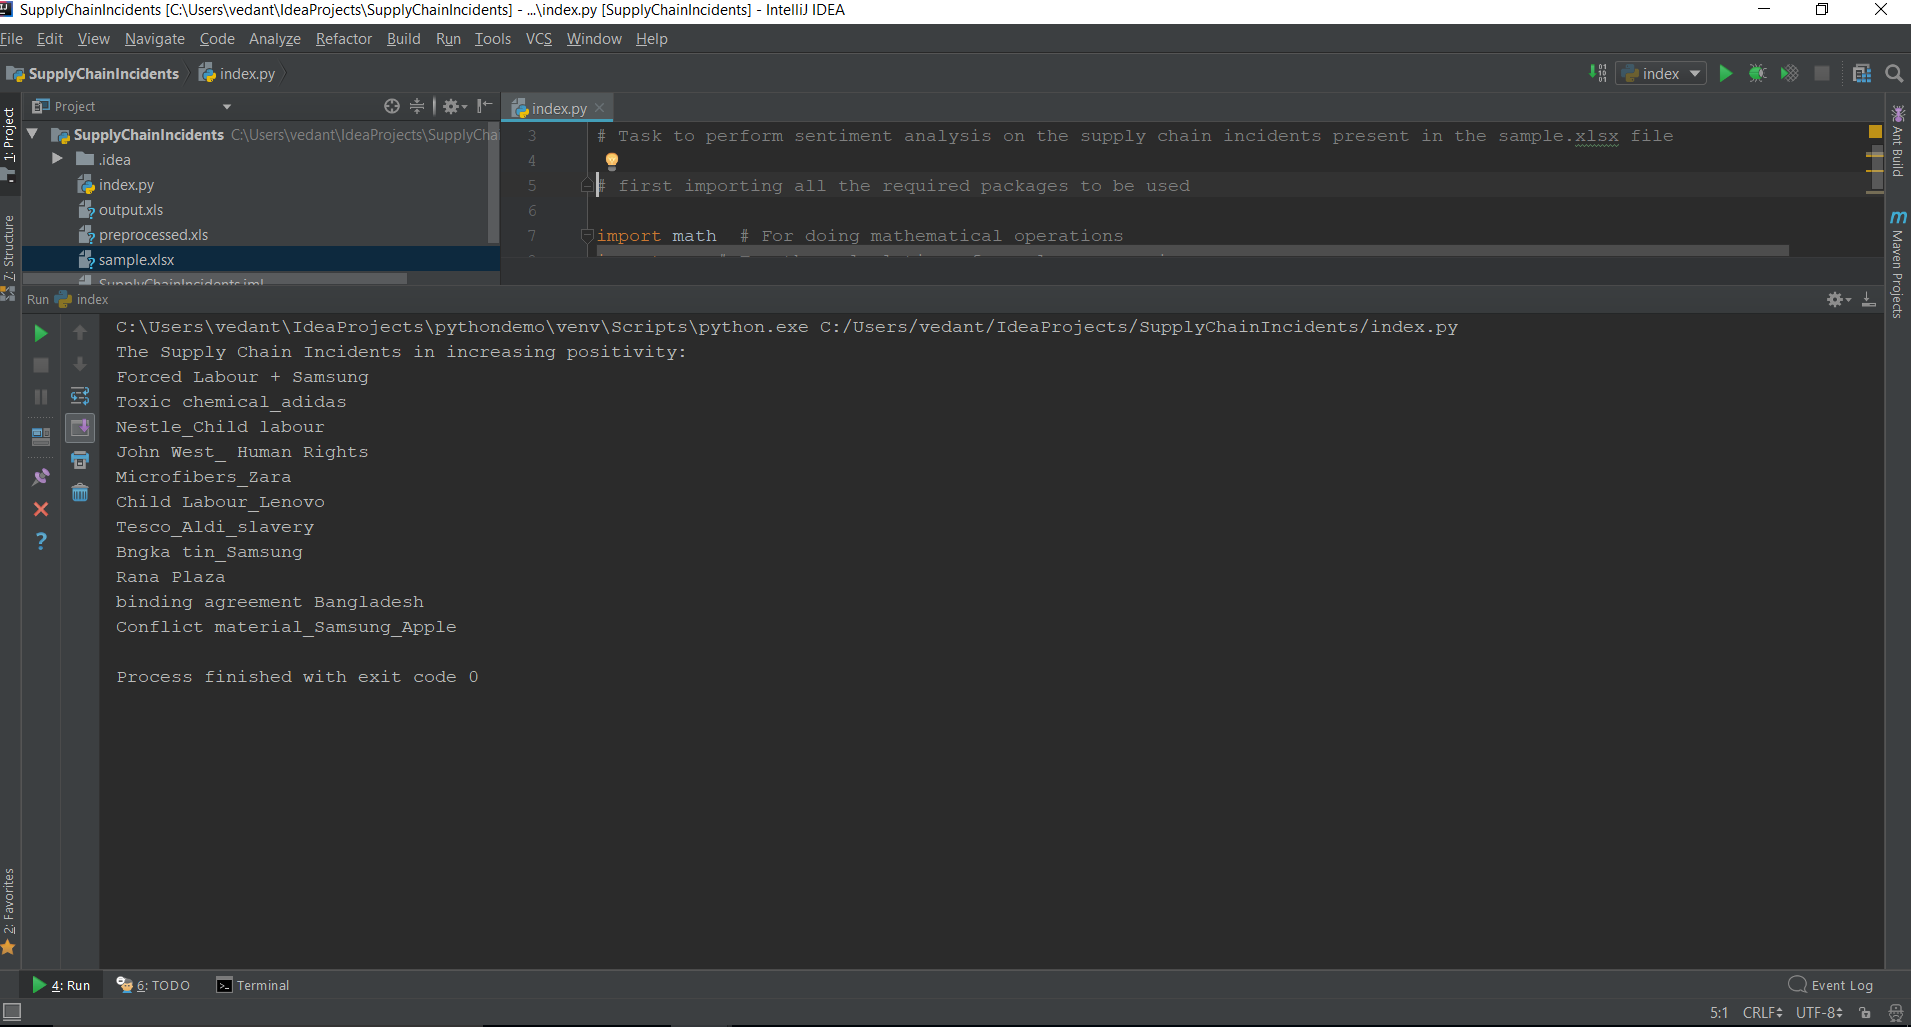 SupplyChainIncidents [C:\Users\vedant\IdeaProjects\SupplyChainIncidents] - ...\index.py [SupplyChainIncidents] - IntelliJ IDEA
File Edit View Navigate Code Analyze Refactor Build Run Tools VCS Window Help
SupplyChainIncidents index.py
index
Project
index.py
1: Project
7: Structure
2: Favorites
Ant Build
Maven Projects
SupplyChainIncidents C:\Users\vedant\IdeaProjects\SupplyCha
.idea
index.py
output.xls
preprocessed.xls
sample.xlsx
SupplyChainIncidents.iml
3 # Task to perform sentiment analysis on the supply chain incidents present in the sample.xlsx file
4
5 # first importing all the required packages to be used
6
7 import math # For doing mathematical operations
Run index
C:\Users\vedant\IdeaProjects\pythondemo\venv\Scripts\python.exe C:/Users/vedant/IdeaProjects/SupplyChainIncidents/index.py
The Supply Chain Incidents in increasing positivity:
Forced Labour + Samsung
Toxic chemical_adidas
Nestle_Child labour
John West_ Human Rights
Microfibers_Zara
Child Labour_Lenovo
Tesco_Aldi_slavery
Bngka tin_Samsung
Rana Plaza
binding agreement Bangladesh
Conflict material_Samsung_Apple
Process finished with exit code 0
4: Run 6: TODO Terminal
Event Log
5:1 CRLF UTF-8